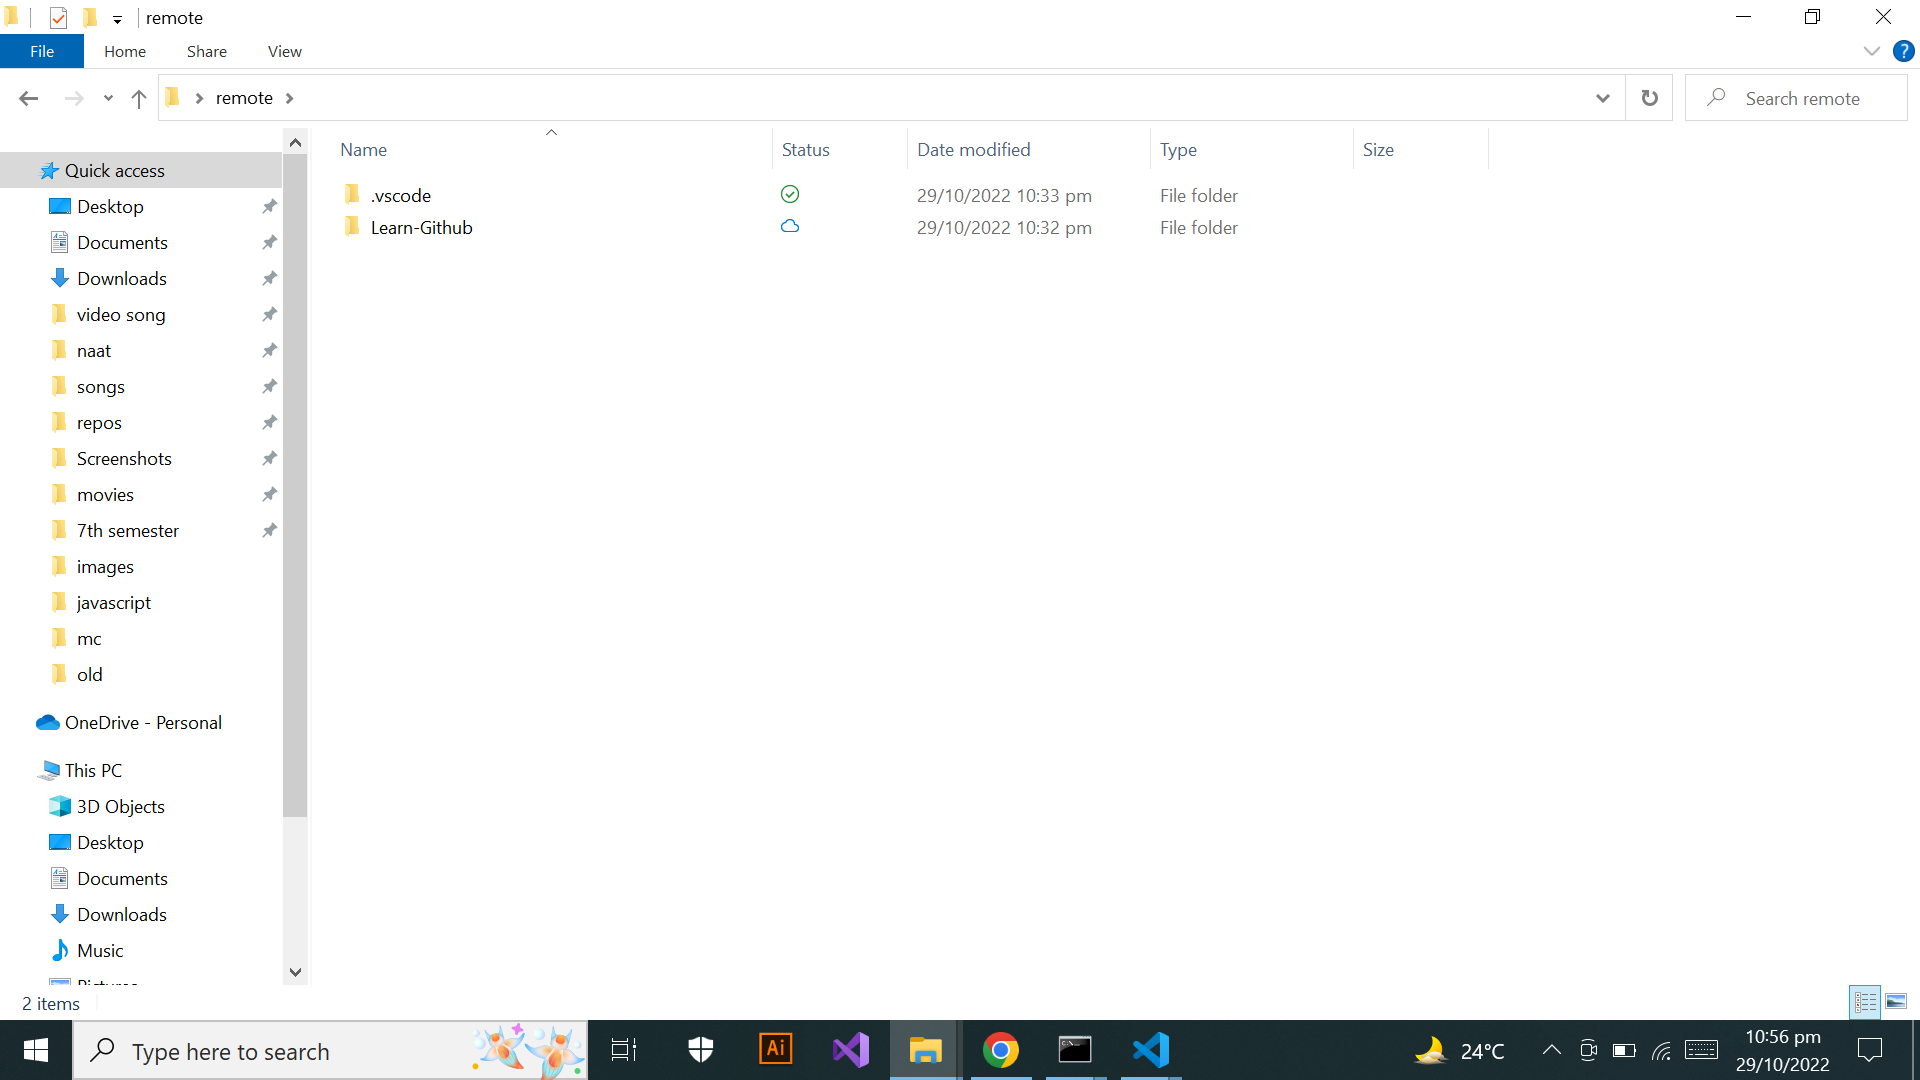 remote
File Home Share View
remote
Search remote
Name Status Date modified Type Size
.vscode 29/10/2022 10:33 pm File folder
Learn-Github 29/10/2022 10:32 pm File folder
Quick access
Desktop
Documents
Downloads
video song
naat
songs
repos
Screenshots
movies
7th semester
images
javascript
mc
old
OneDrive - Personal
This PC
3D Objects
Desktop
Documents
Downloads
Music
Pictures
2 items
Type here to search
Ai
24°C
10:56 pm
29/10/2022